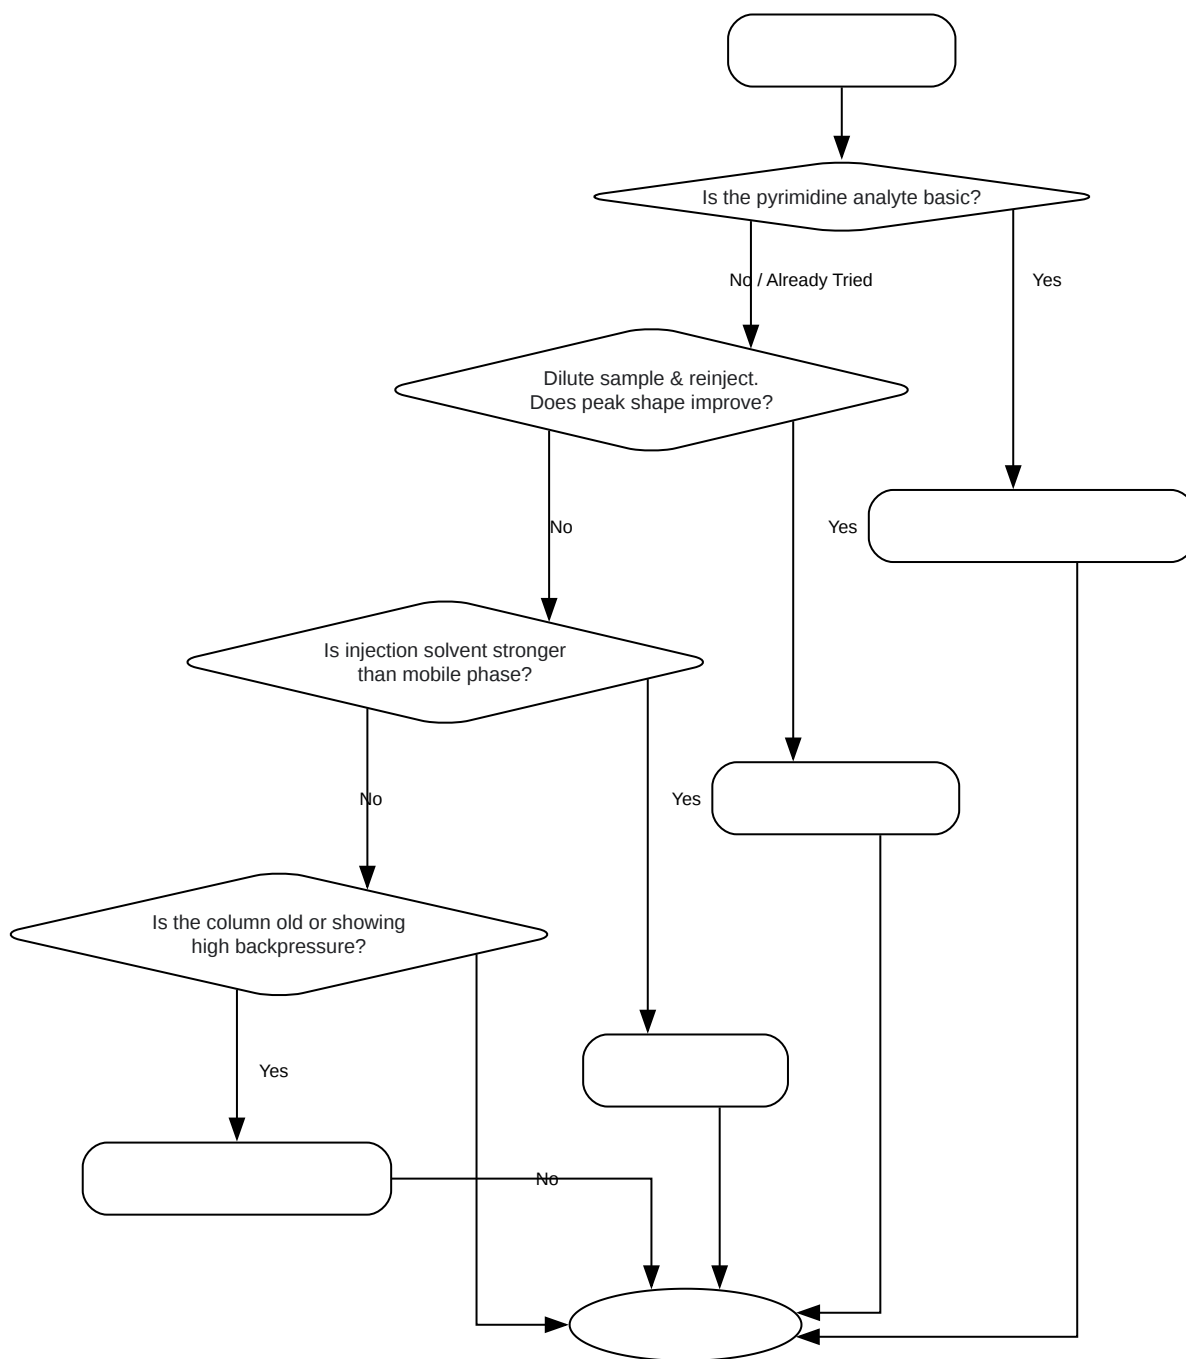 Is the pyrimidine analyte basic?
No / Already Tried
Yes
Dilute sample & reinject.
Does peak shape improve?
No
Yes
Is injection solvent stronger
than mobile phase?
No
Yes
Is the column old or showing
high backpressure?
Yes
No